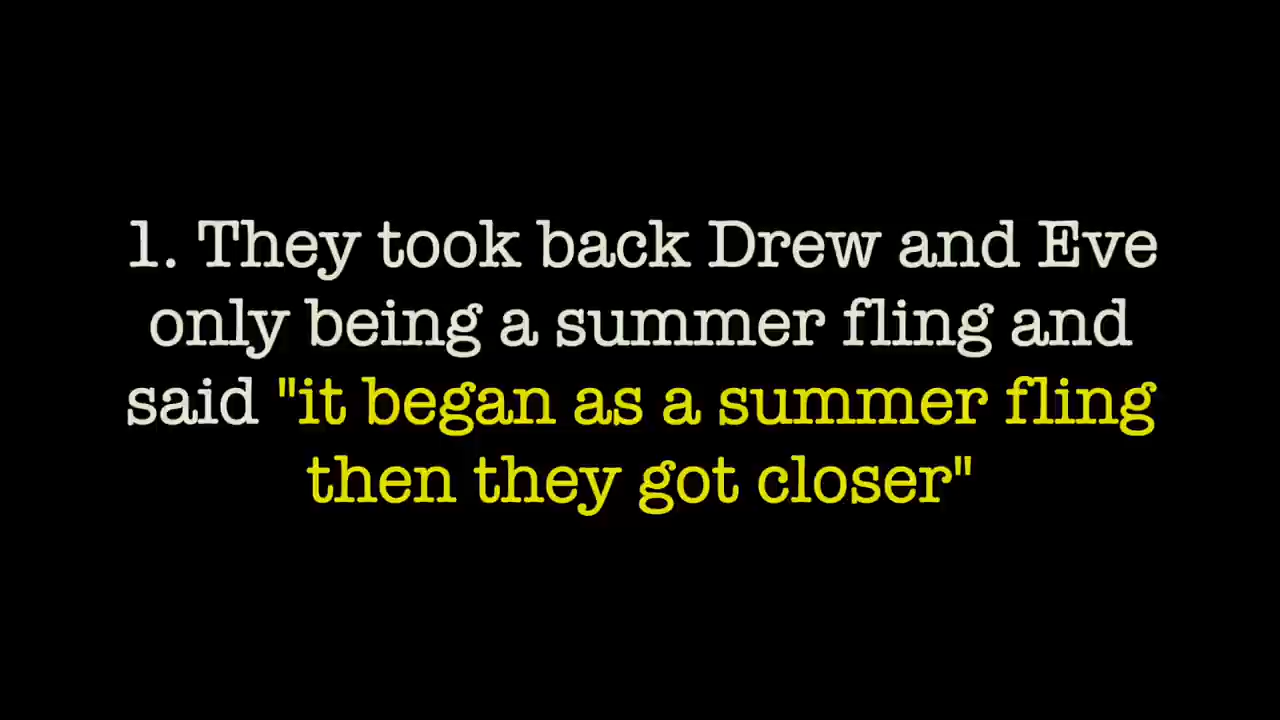 1. They took back Drew and Eve
only being a summer fling and
said "it began as a summer fling
then they got closer"